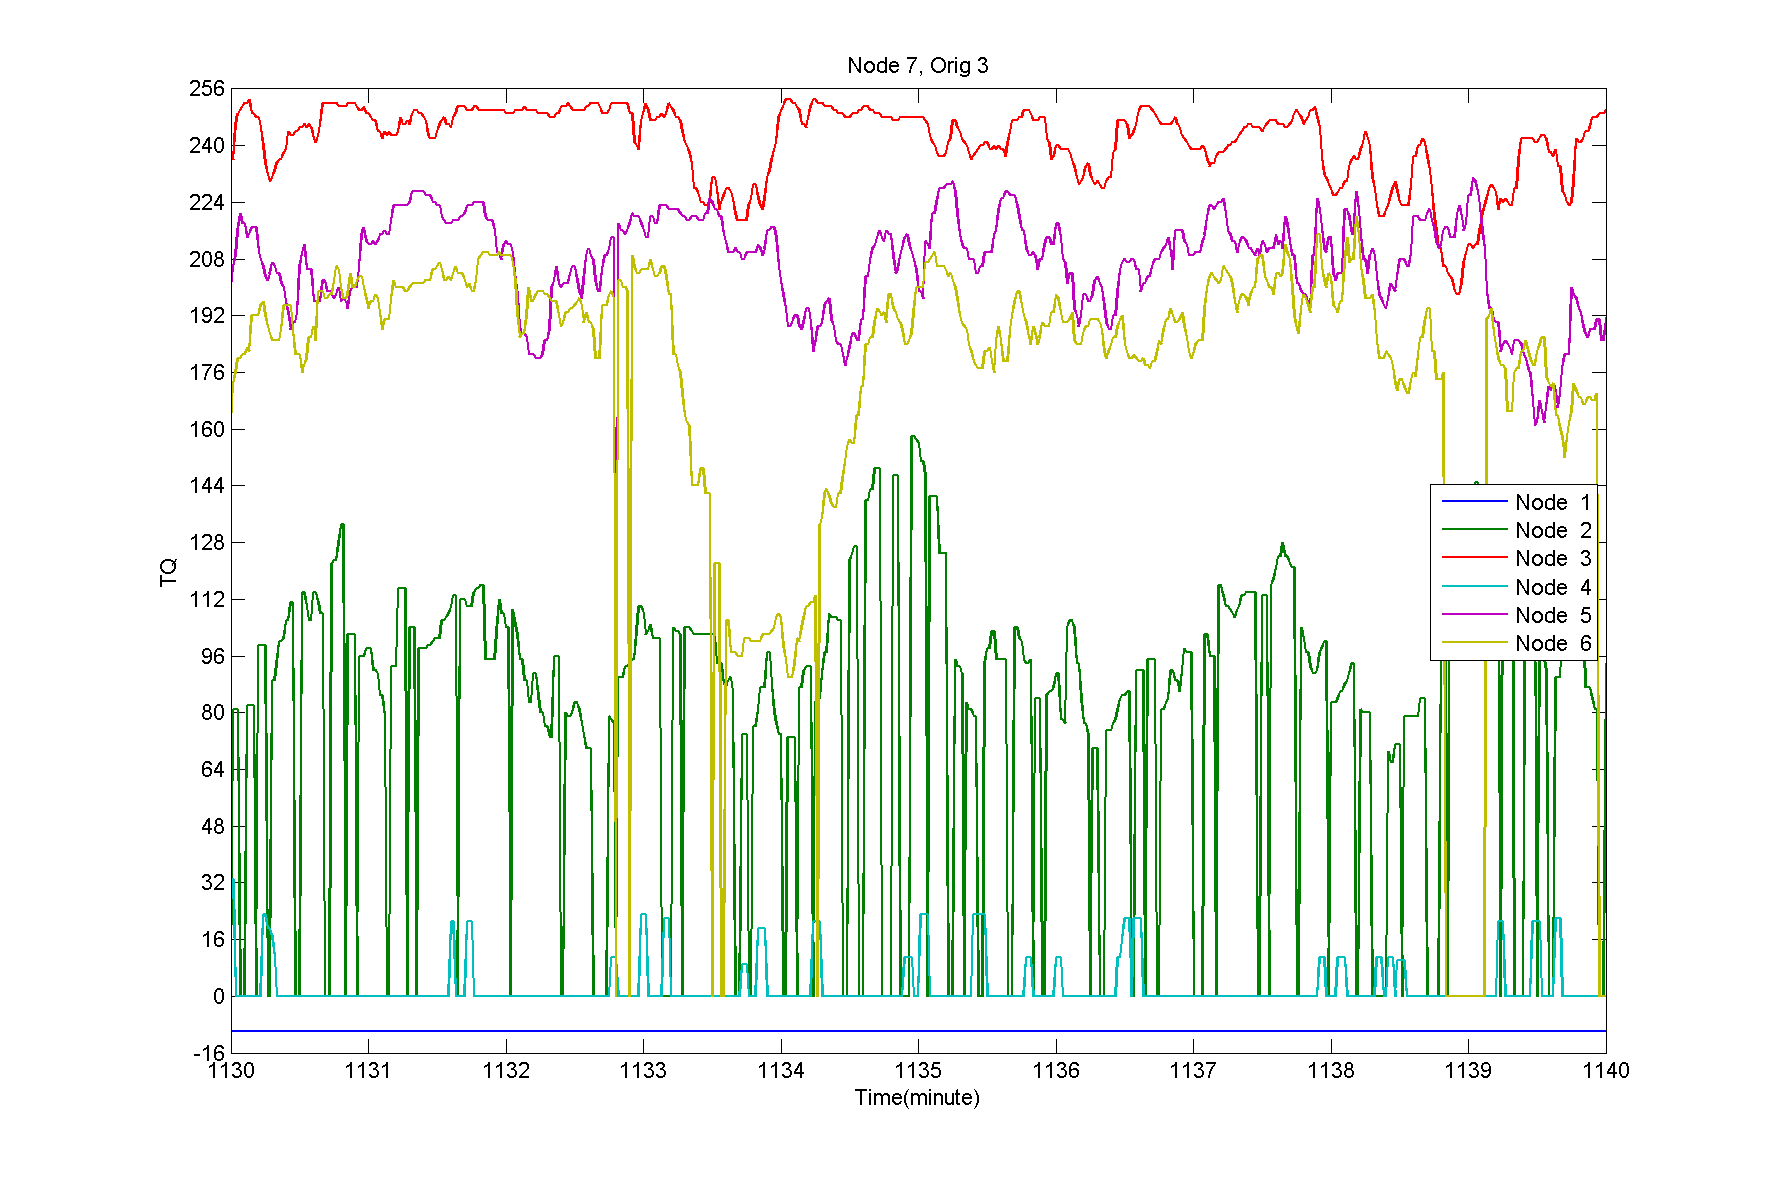 Node 7, Orig 3
256
240
224
208
192
176
160
144
128
112
96
80
64
48
32
16
0
-16
TQ
Node 1
Node 2
Node 3
Node 4
Node 5
Node 6
1130 1131 1132 1133 1134 1135 1136 1137 1138 1139 1140
Time(minute)